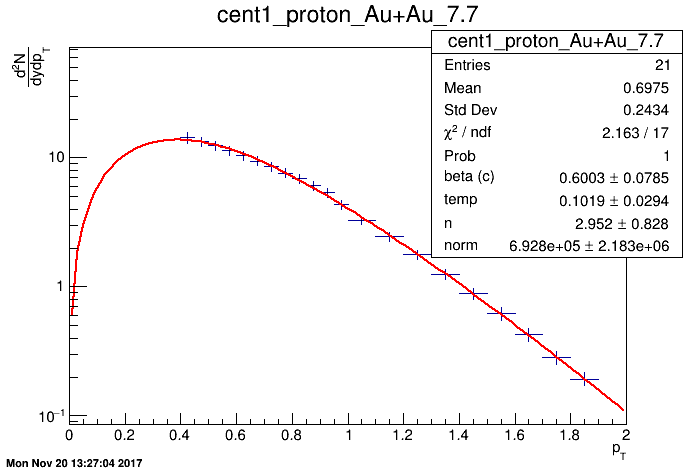 cent1_proton_Au+Au_7.7
d²N
dydp_T
cent1_proton_Au+Au_7.7
Entries 21
Mean 0.6975
Std Dev 0.2434
χ² / ndf 2.163 / 17
Prob 1
beta (c) 0.6003 ± 0.0785
temp 0.1019 ± 0.0294
n 2.952 ± 0.828
norm 6.928e+05 ± 2.183e+06
10
1
10⁻¹
0 0.2 0.4 0.6 0.8 1 1.2 1.4 1.6 1.8 2
p_T
Mon Nov 20 13:27:04 2017